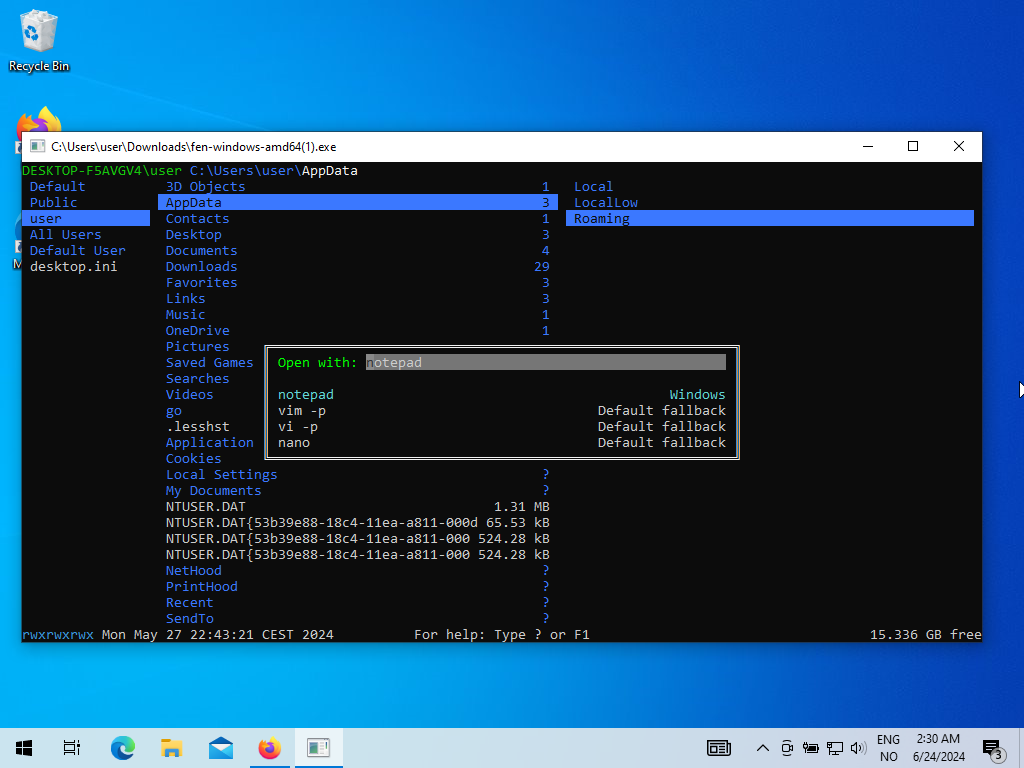 Recycle Bin
C:\Users\user\Downloads\fen-windows-amd64(1).exe
DESKTOP-F5AVGV4\user C:\Users\user\AppData
Default
Public
user
All Users
Default User
desktop.ini
3D Objects 1
AppData 3
Contacts 1
Desktop 3
Documents 4
Downloads 29
Favorites 3
Links 3
Music 1
OneDrive 1
Pictures
Saved Games
Searches
Videos
go
.lesshst
Application
Cookies
Local Settings ?
My Documents ?
NTUSER.DAT 1.31 MB
NTUSER.DAT{53b39e88-18c4-11ea-a811-000d 65.53 kB
NTUSER.DAT{53b39e88-18c4-11ea-a811-000 524.28 kB
NTUSER.DAT{53b39e88-18c4-11ea-a811-000 524.28 kB
NetHood ?
PrintHood ?
Recent ?
SendTo ?
Local
LocalLow
Roaming
Open with: notepad
notepad Windows
vim -p Default fallback
vi -p Default fallback
nano Default fallback
rwxrwxrwx Mon May 27 22:43:21 CEST 2024 For help: Type ? or F1 15.336 GB free
ENG
NO
2:30 AM
6/24/2024
3